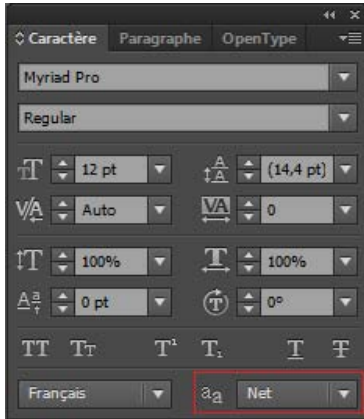 Caractère Paragraphe OpenType
Myriad Pro
Regular
12 pt (14,4 pt)
Auto 0
100% 100%
0 pt 0°
TT TT T¹ T₁ T T
Français aa Net